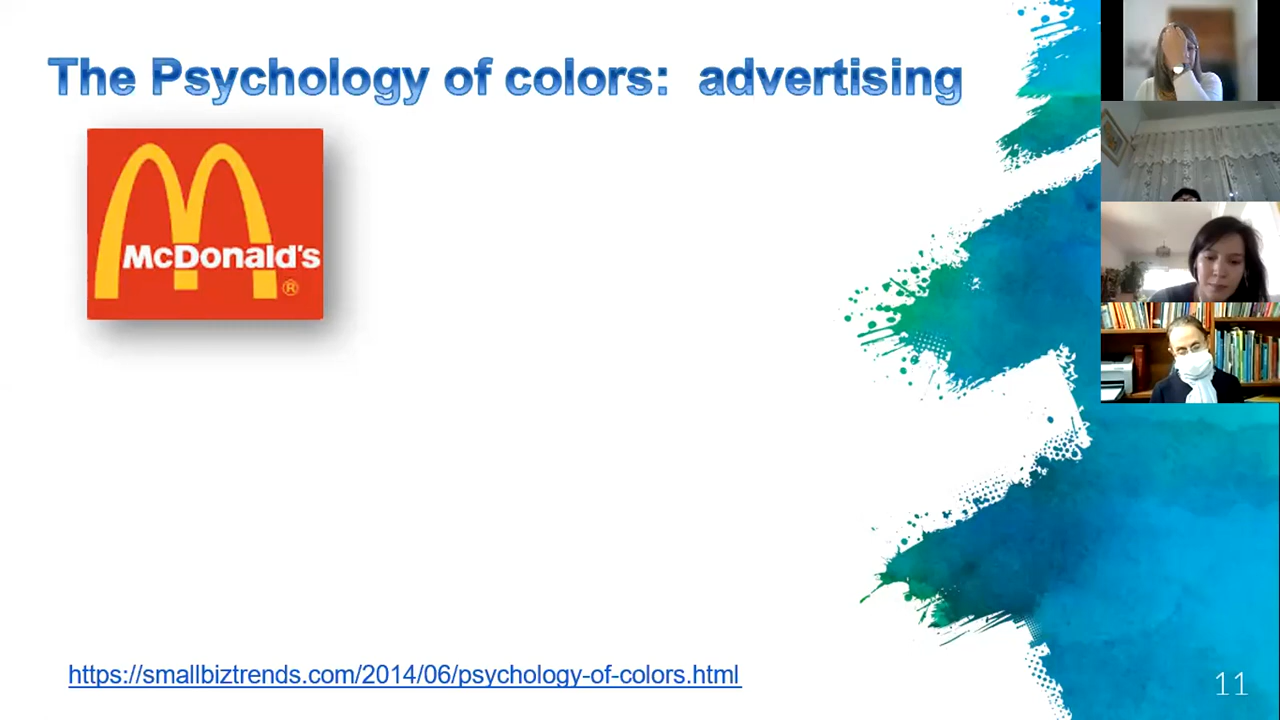 The Psychology of colors:  advertising
McDonald's
®
https://smallbiztrends.com/2014/06/psychology-of-colors.html
11